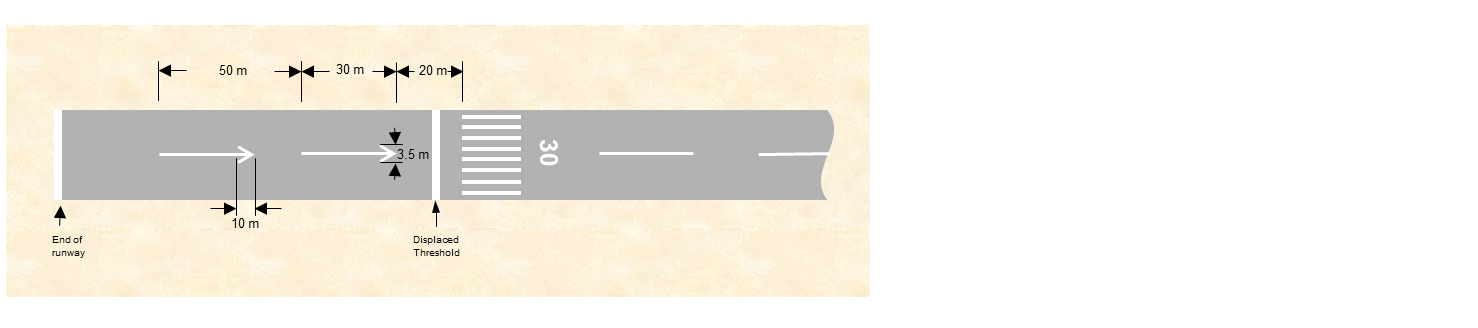 50 m
30 m
20 m
3.5 m
30
10 m
End of
runway
Displaced
Threshold